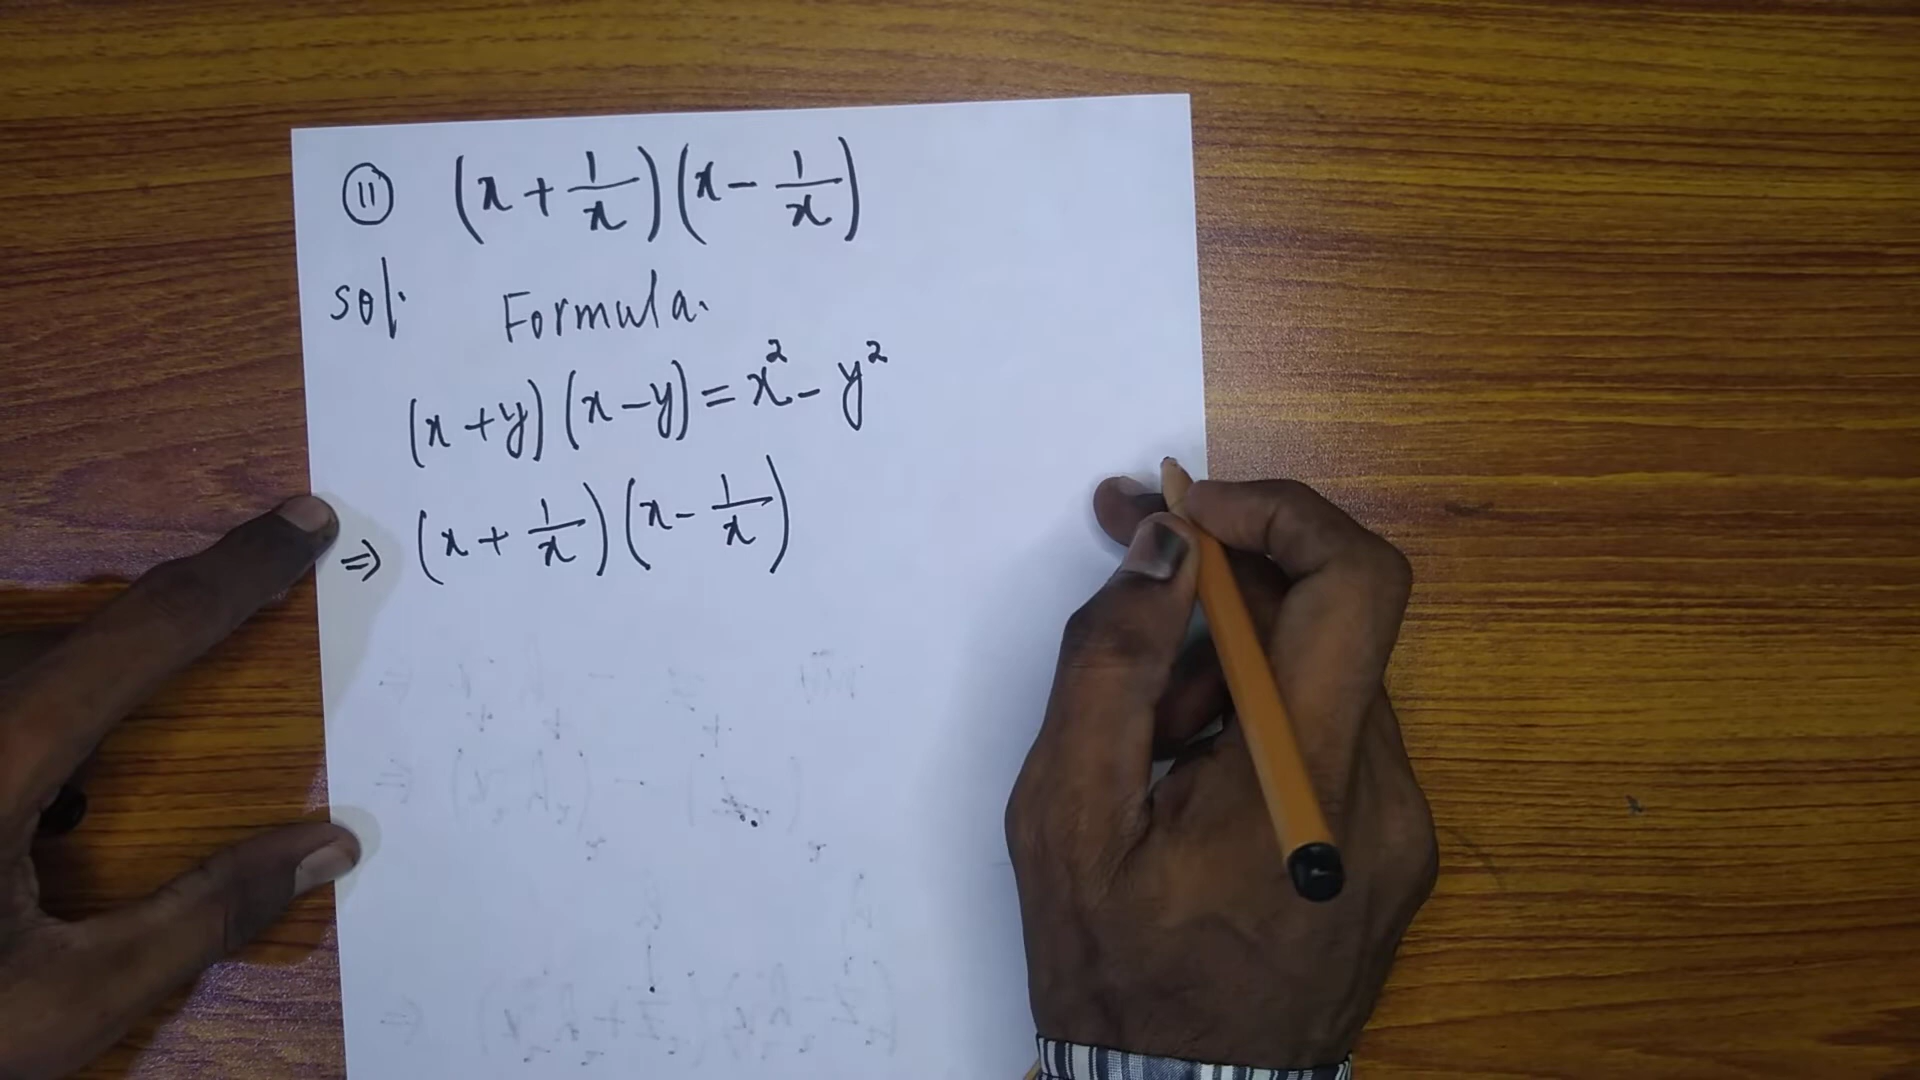 ⑪ (x + 1/x) (x - 1/x)
Sol. Formula.
(x + y) (x - y) = x² - y²
⇒ (x + 1/x) (x - 1/x)